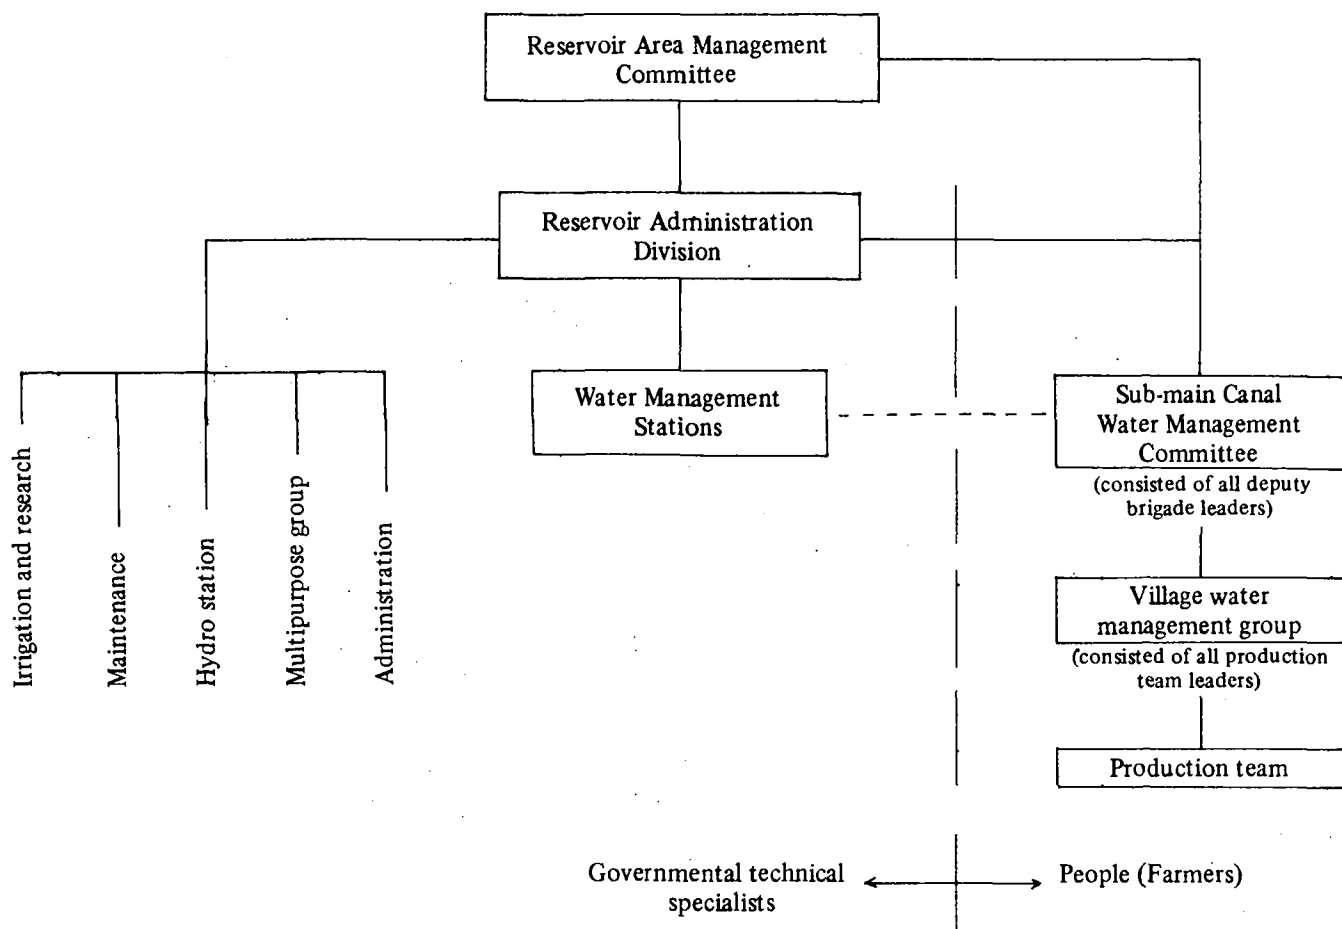 Reservoir Area Management
Committee
Reservoir Administration
Division
Water Management
Stations
Sub-main Canal
Water Management
Committee
(consisted of all deputy
brigade leaders)
Irrigation and research
Maintenance
Hydro station
Multipurpose group
Administration
Village water
management group
(consisted of all production
team leaders)
Production team
Governmental technical
specialists
People (Farmers)